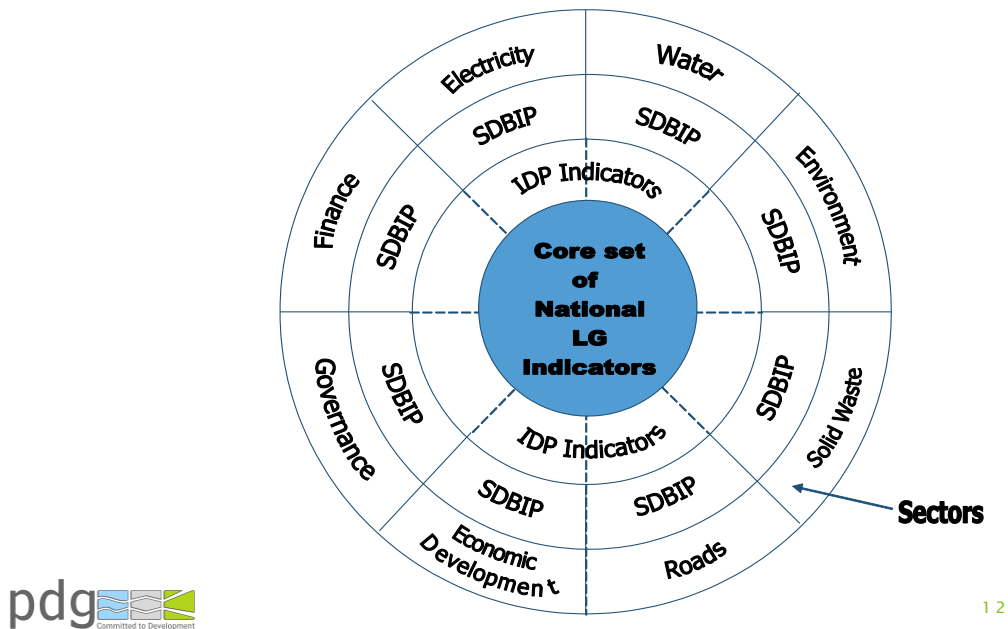 Electricity
Water
SDBIP
SDBIP
Finance
IDP Indicators
Environment
SDBIP
SDBIP
Core set
of
National
LG
Indicators
Governance
SDBIP
SDBIP
Solid Waste
IDP Indicators
SDBIP
SDBIP
Economic
Development
Roads
Sectors
pdg
Committed to Development
12